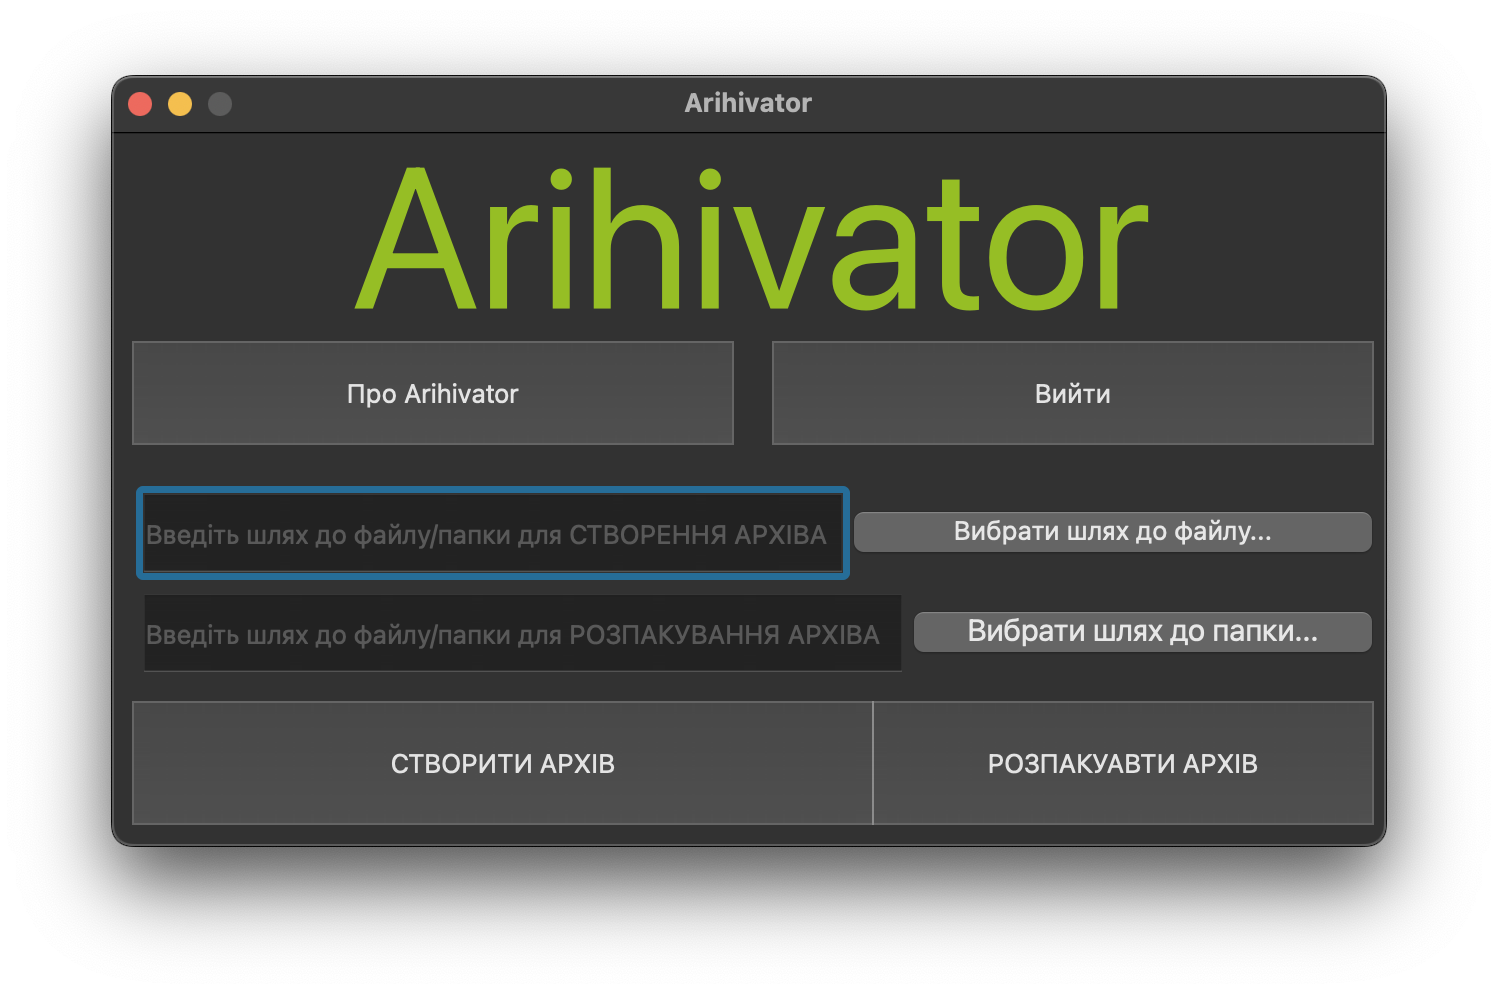 Arihivator
Arihivator
Про Arihivator
Вийти
Введіть шлях до файлу/папки для СТВОРЕННЯ АРХІВА
Вибрати шлях до файлу...
Введіть шлях до файлу/папки для РОЗПАКУВАННЯ АРХІВА
Вибрати шлях до папки...
СТВОРИТИ АРХІВ
РОЗПАКУАВТИ АРХІВ